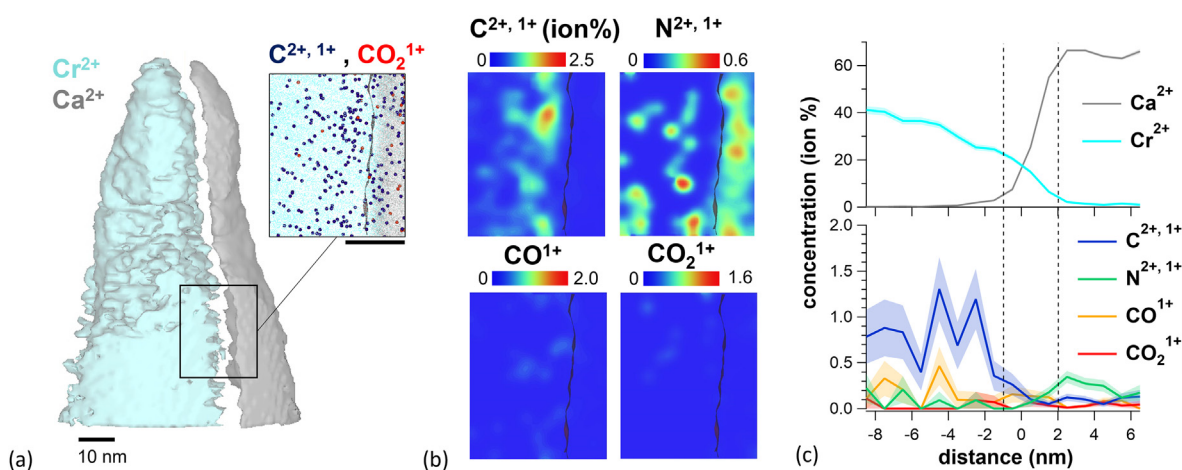 Cr²⁺
Ca²⁺
C²⁺, ¹⁺ , CO₂¹⁺
10 nm
(a)
C²⁺, ¹⁺ (ion%)
0 2.5
N²⁺, ¹⁺
0 0.6
CO¹⁺
0 2.0
CO₂¹⁺
0 1.6
(b)
concentration (ion %)
60
40
20
0
Ca²⁺
Cr²⁺
2.0
1.5
1.0
0.5
0.0
C²⁺, ¹⁺
N²⁺, ¹⁺
CO¹⁺
CO₂¹⁺
-8 -6 -4 -2 0 2 4 6
distance (nm)
(c)